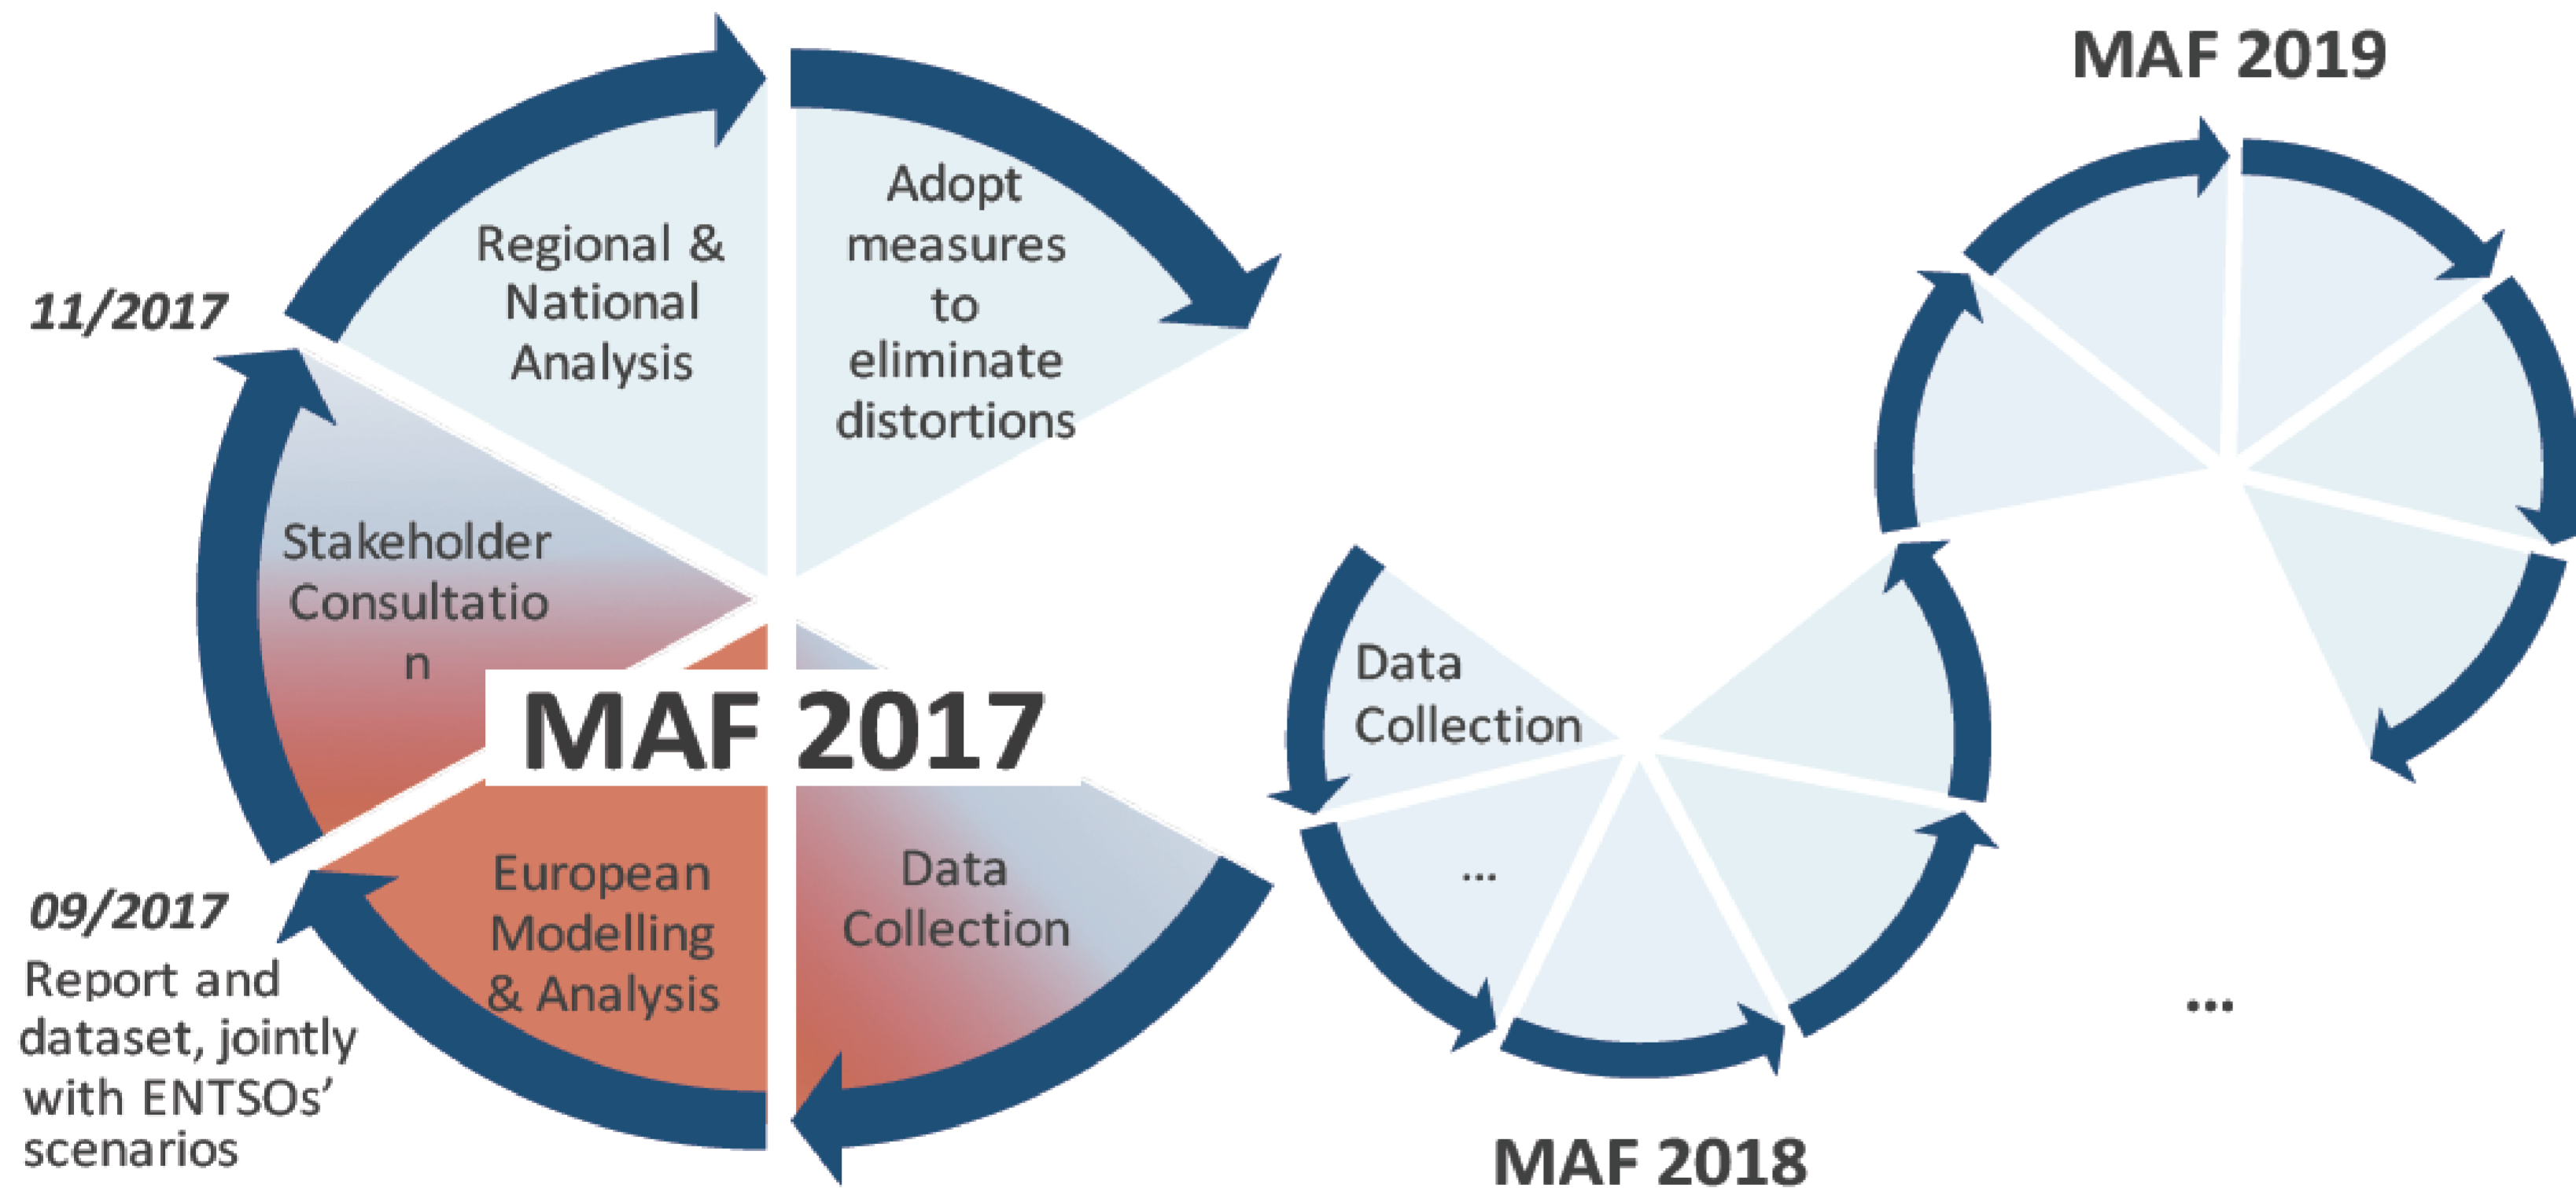 MAF 2019
Adopt
measures
to
eliminate
distortions
Regional &
National
Analysis
11/2017
Stakeholder
Consultatio
n
MAF 2017
European
Modelling
& Analysis
Data
Collection
09/2017
Report and
dataset, jointly
with ENTSOs’
scenarios
Data
Collection
...
MAF 2018
...